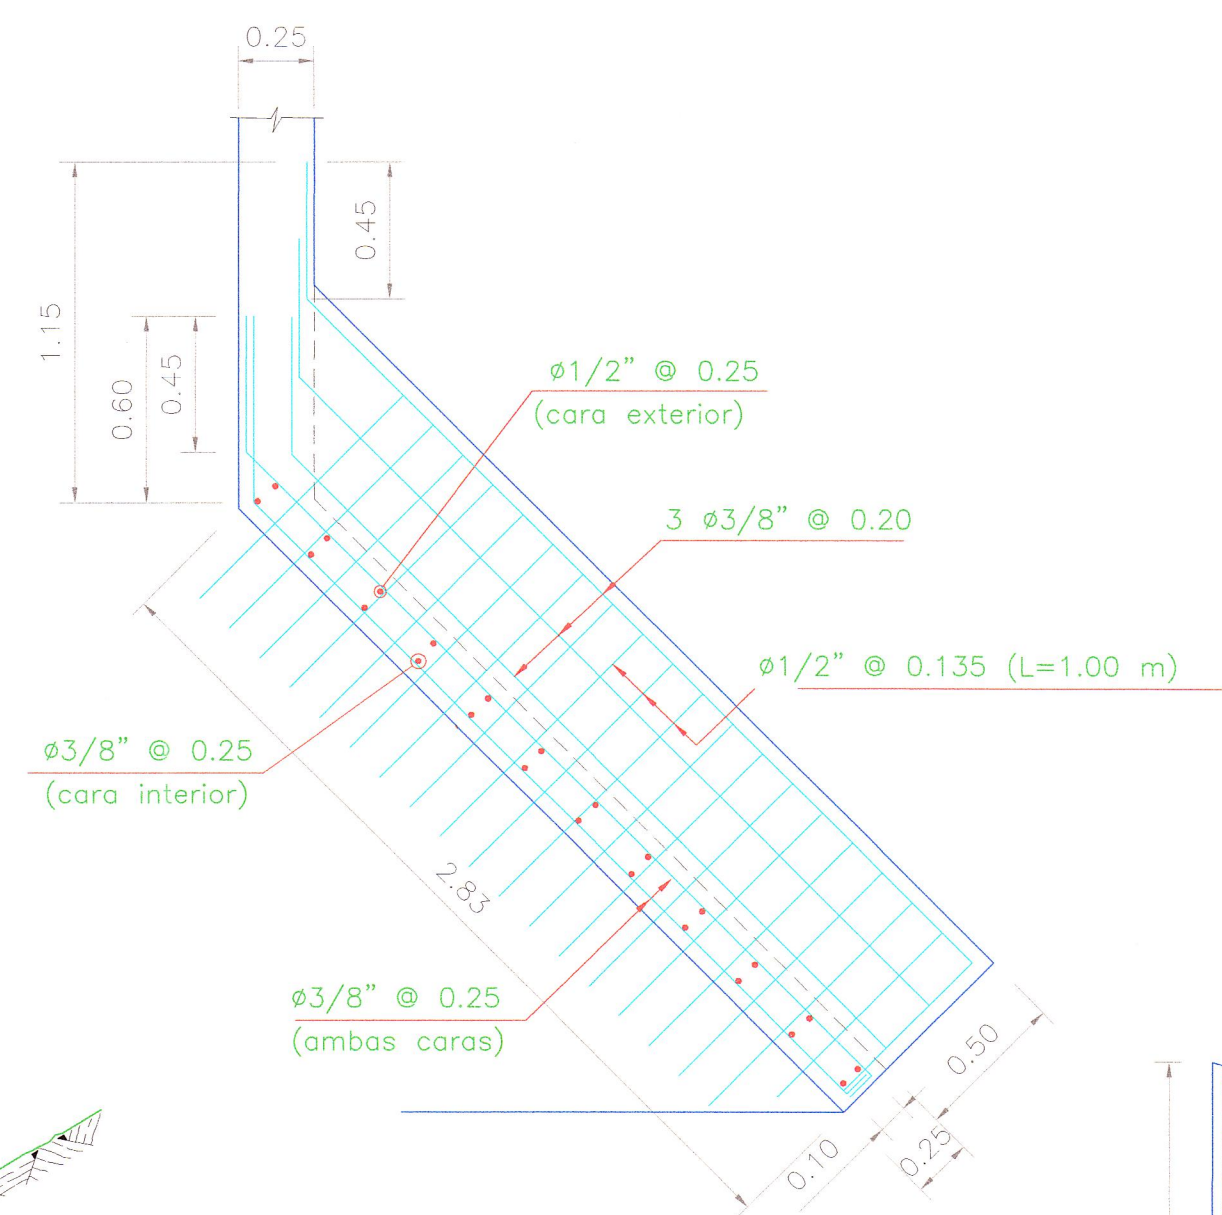 0.25
0.45
1.15
0.45
0.60
ø1/2” @ 0.25
(cara exterior)
3 ø3/8” @ 0.20
ø1/2” @ 0.135 (L=1.00 m)
ø3/8” @ 0.25
(cara interior)
2.83
ø3/8” @ 0.25
(ambas caras)
0.50
0.10
0.25